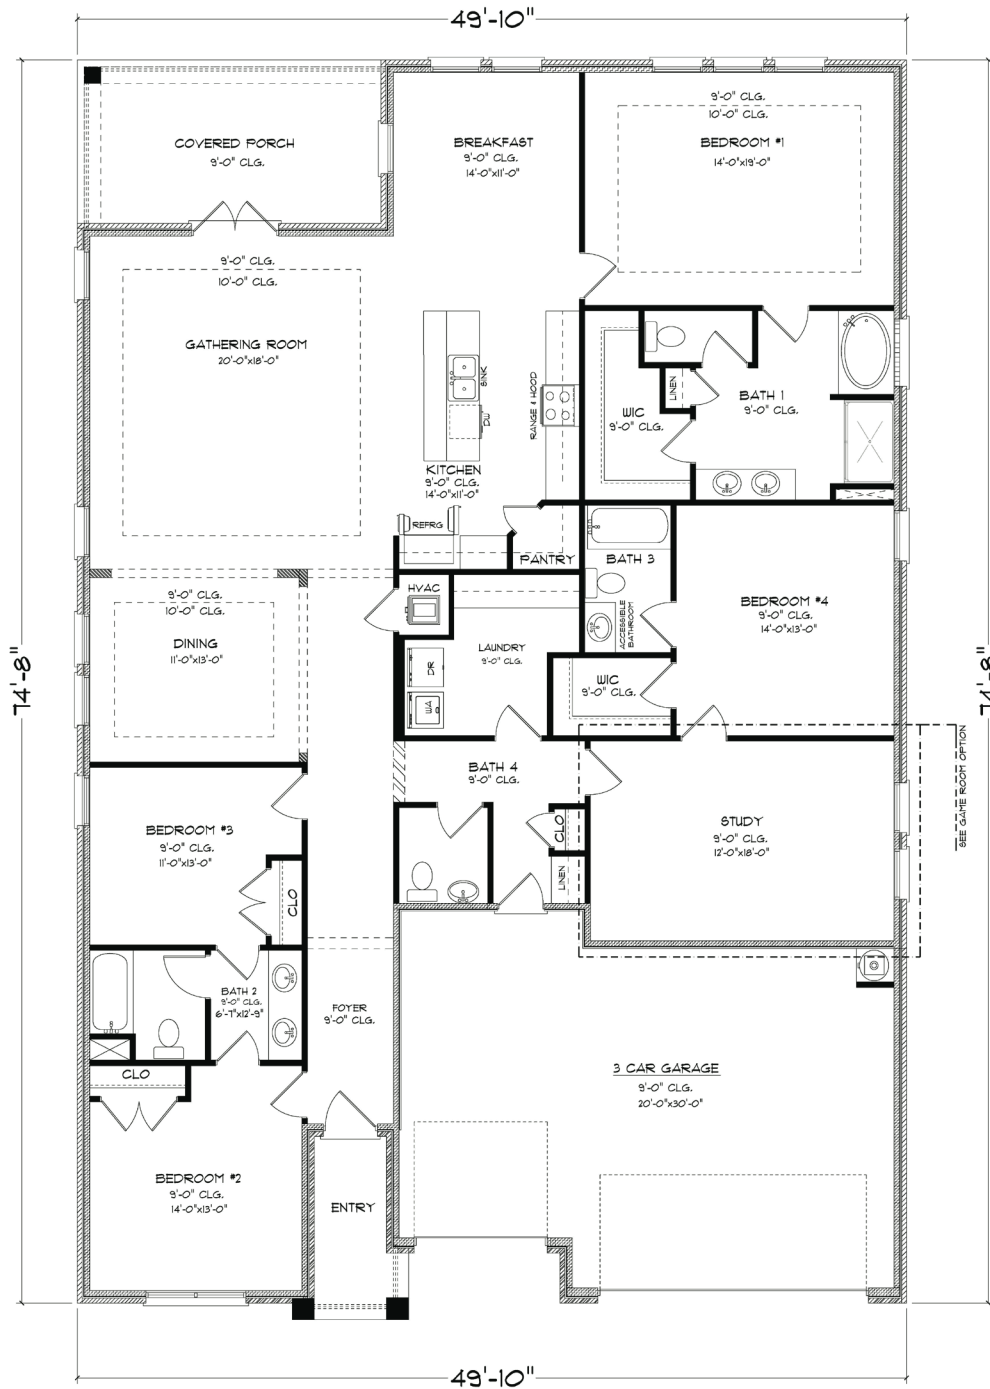 49'-10"
COVERED PORCH
9'-0" CLG.
BREAKFAST
9'-0" CLG.
14'-0"x11'-0"
9'-0" CLG.
10'-0" CLG.
BEDROOM #1
14'-0"x19'-0"
9'-0" CLG.
10'-0" CLG.
GATHERING ROOM
20'-0"x18'-0"
SINK
DW
RANGE & HOOD
KITCHEN
9'-0" CLG.
14'-0"x11'-0"
WIC
9'-0" CLG.
LINEN
BATH 1
9'-0" CLG.
REFRG
PANTRY
BATH 3
ACCESSIBLE
BATHROOM
BEDROOM #4
9'-0" CLG.
14'-0"x13'-0"
HVAC
9'-0" CLG.
10'-0" CLG.
DINING
11'-0"x13'-0"
LAUNDRY
9'-0" CLG.
DR
WA
WIC
9'-0" CLG.
74'-8"
74'-8"
BATH 4
9'-0" CLG.
SEE GAME ROOM OPTION
BEDROOM #3
9'-0" CLG.
11'-0"x13'-0"
CLO
CLO
LINEN
STUDY
9'-0" CLG.
12'-0"x18'-0"
BATH 2
9'-0" CLG.
6'-7"x12'-9"
FOYER
9'-0" CLG.
CLO
3 CAR GARAGE
9'-0" CLG.
20'-0"x30'-0"
BEDROOM #2
9'-0" CLG.
14'-0"x13'-0"
ENTRY
49'-10"